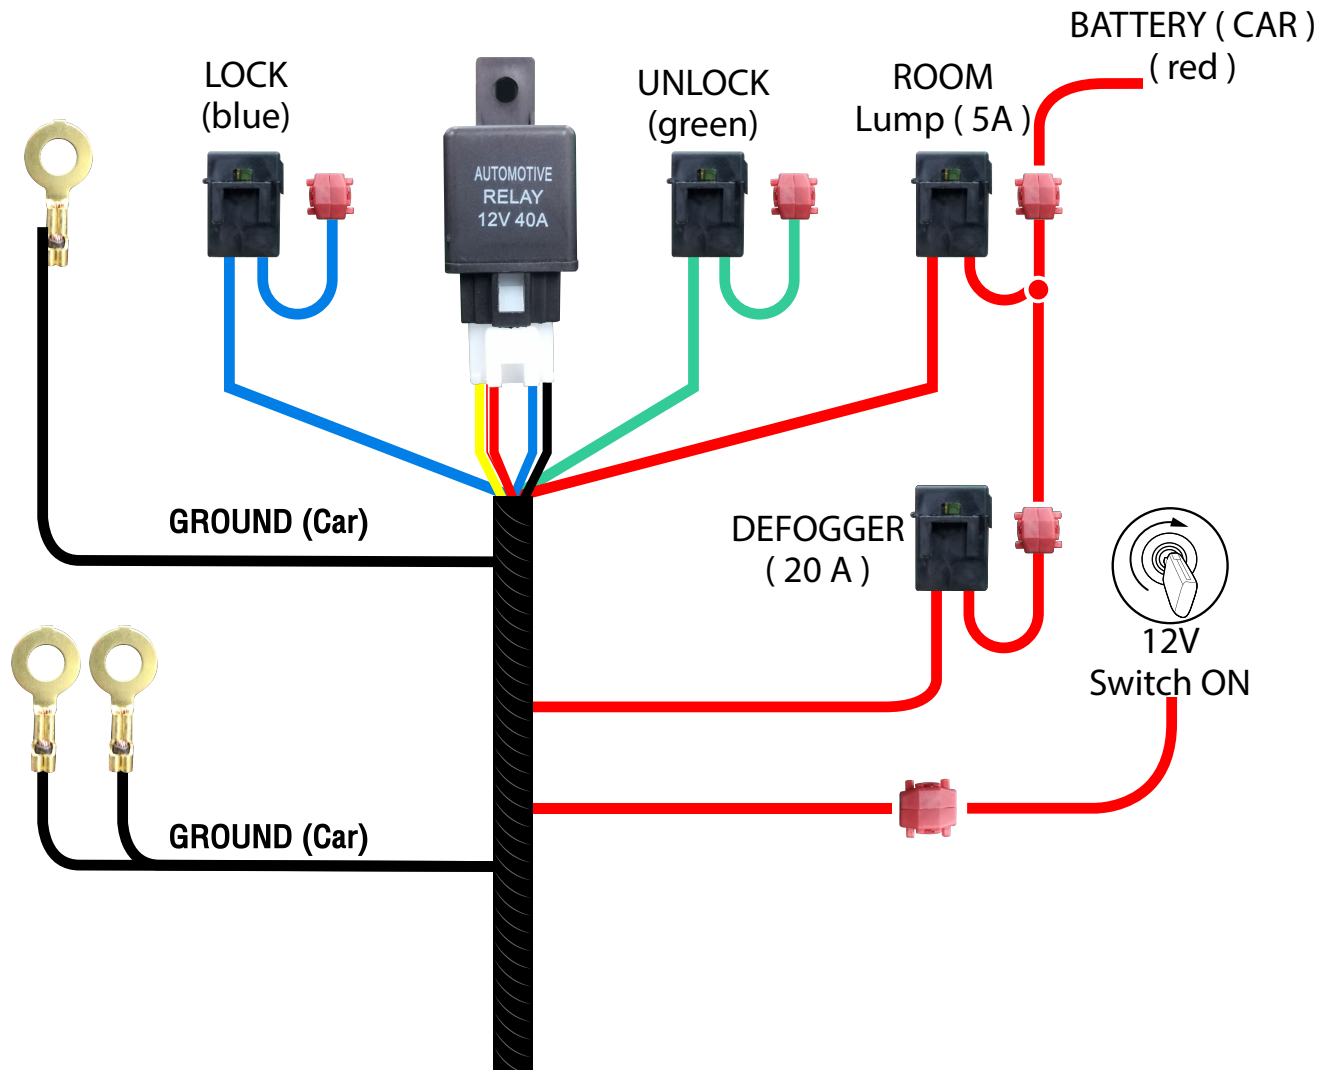 BATTERY ( CAR )
( red )
LOCK
(blue)
UNLOCK
(green)
ROOM
Lump ( 5A )
AUTOMOTIVE
RELAY
12V 40A
GROUND (Car)
DEFOGGER
( 20 A )
12V
Switch ON
GROUND (Car)